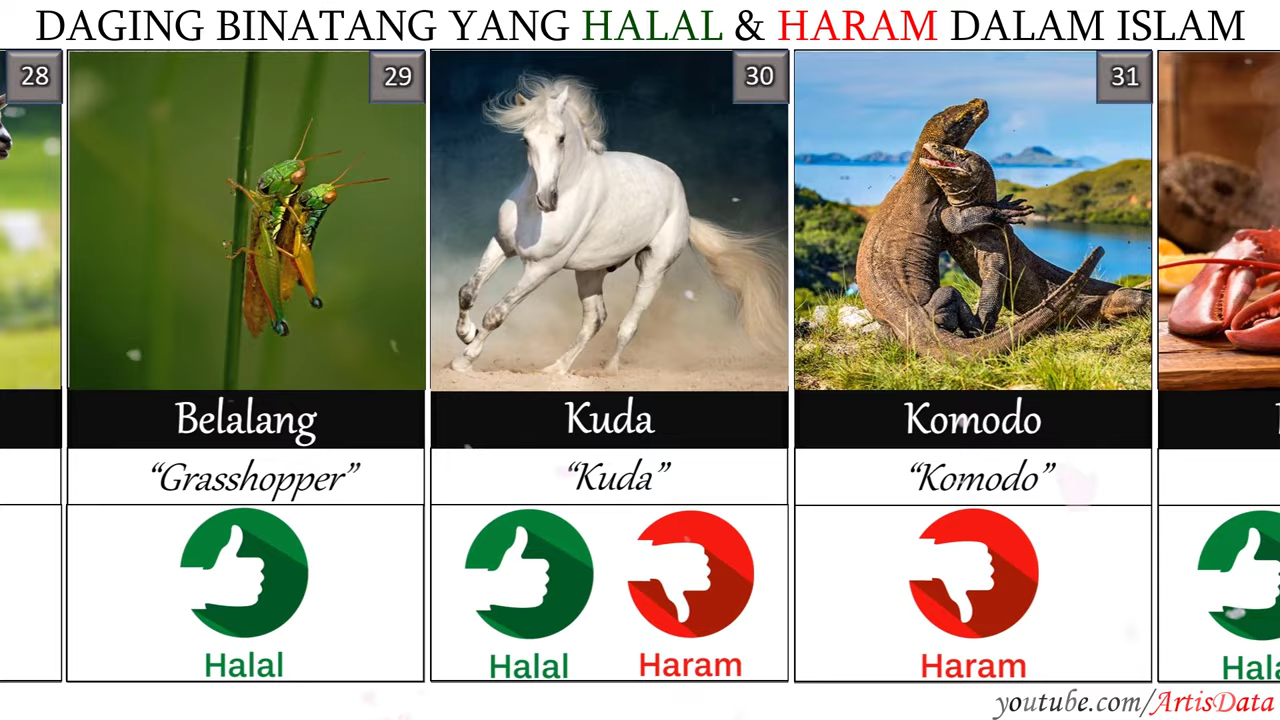 DAGING BINATANG YANG HALAL & HARAM DALAM ISLAM
28
29
30
31
Belalang
Kuda
Komodo
“Grasshopper”
“Kuda”
“Komodo”
Halal
Halal
Haram
Haram
youtube.com/ArtisData